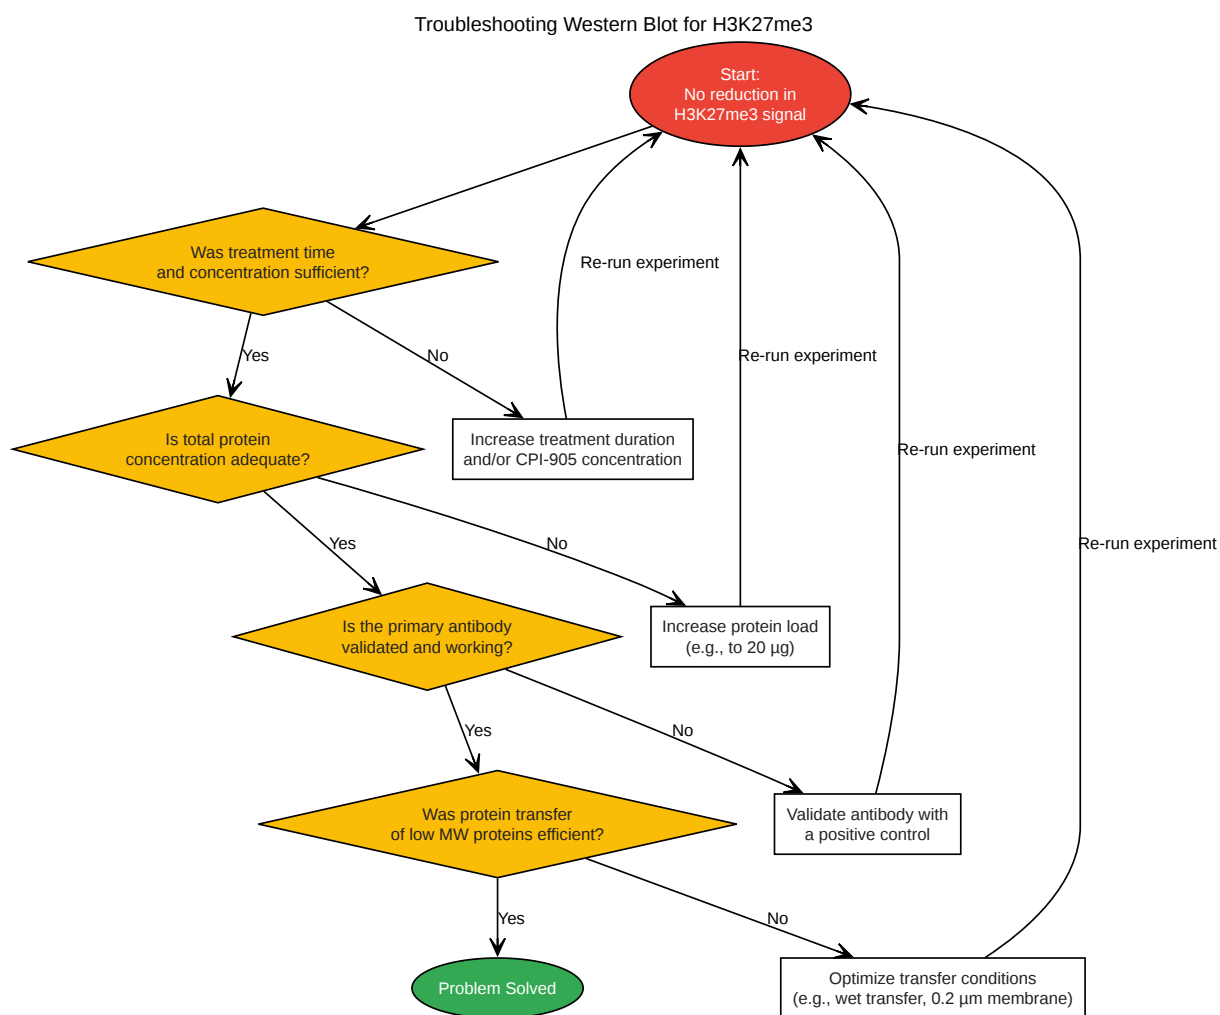 Troubleshooting Western Blot for H3K27me3
Start:
No reduction in
H3K27me3 signal
Was treatment time
and concentration sufficient?
Re-run experiment
Yes
No
Re-run experiment
Is total protein
concentration adequate?
Increase treatment duration
and/or CPI-905 concentration
Re-run experiment
Yes
No
Re-run experiment
Is the primary antibody
validated and working?
Increase protein load
(e.g., to 20 µg)
Yes
No
Was protein transfer
of low MW proteins efficient?
Validate antibody with
a positive control
Yes
No
Problem Solved
Optimize transfer conditions
(e.g., wet transfer, 0.2 µm membrane)